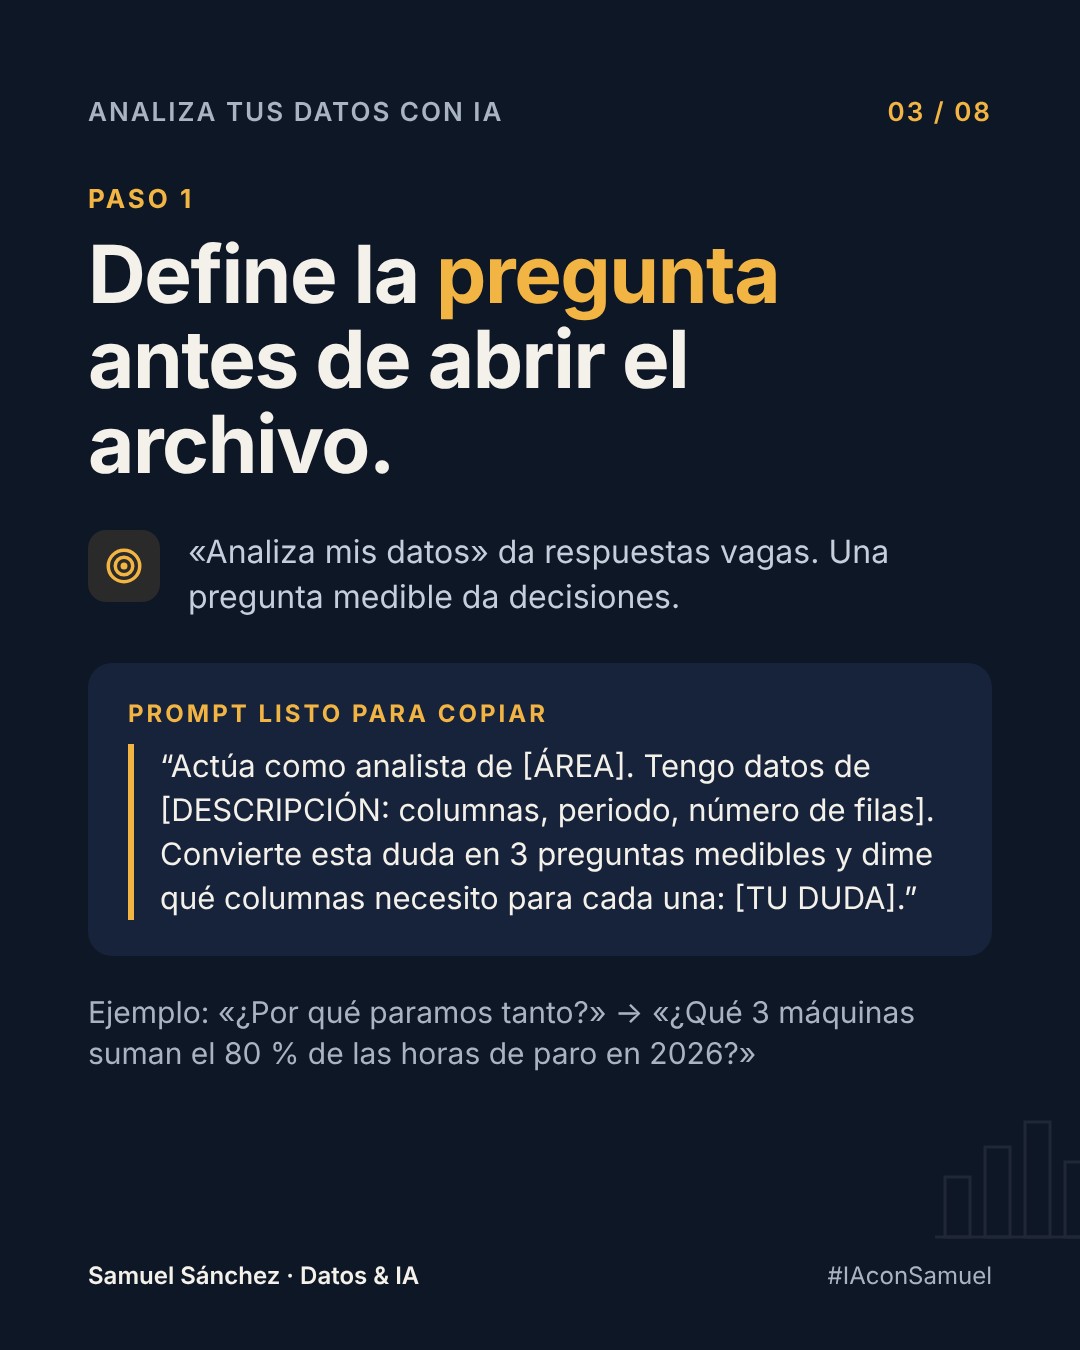 ANALIZA TUS DATOS CON IA
03 / 08
PASO 1
Define la pregunta
antes de abrir el
archivo.
«Analiza mis datos» da respuestas vagas. Una
pregunta medible da decisiones.
PROMPT LISTO PARA COPIAR
“Actúa como analista de [ÁREA]. Tengo datos de
[DESCRIPCIÓN: columnas, periodo, número de filas].
Convierte esta duda en 3 preguntas medibles y dime
qué columnas necesito para cada una: [TU DUDA].”
Ejemplo: «¿Por qué paramos tanto?» → «¿Qué 3 máquinas
suman el 80 % de las horas de paro en 2026?»
Samuel Sánchez · Datos & IA
#IAconSamuel